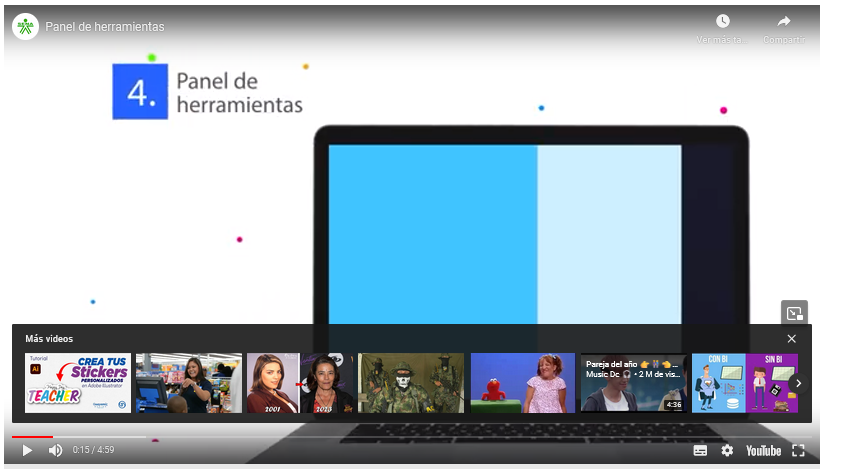 Panel de herramientas
Ver más ta...
Compartir
4.
Panel de
herramientas
Más videos
Tutorial
Ai
CREA TUS
Stickers
PERSONALIZADOS
en Adobe Illustrator
TEACHER
2001
2023
Pareja del año
Music Dc 🎧 • 2 M de vis...
4:36
CON BI
SIN BI
0:15 / 4:59
YouTube